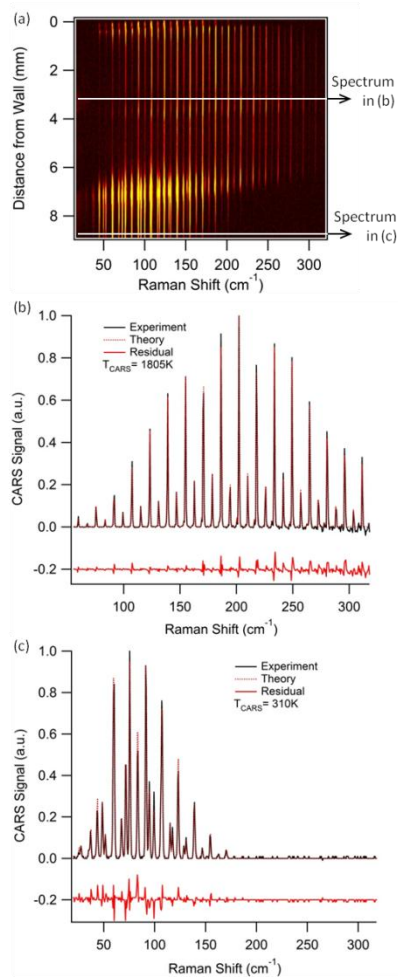 (a)
0
2
4
6
8
Distance from Wall (mm)
Spectrum
in (b)
Spectrum
in (c)
50 100 150 200 250 300
Raman Shift (cm-1)
(b)
1.0
0.8
0.6
0.4
0.2
0.0
-0.2
CARS Signal (a.u.)
Experiment
Theory
Residual
TCARS = 1805K
100 150 200 250 300
Raman Shift (cm-1)
(c)
1.0
0.8
0.6
0.4
0.2
0.0
-0.2
CARS Signal (a.u.)
Experiment
Theory
Residual
TCARS= 310K
50 100 150 200 250 300
Raman Shift (cm-1)